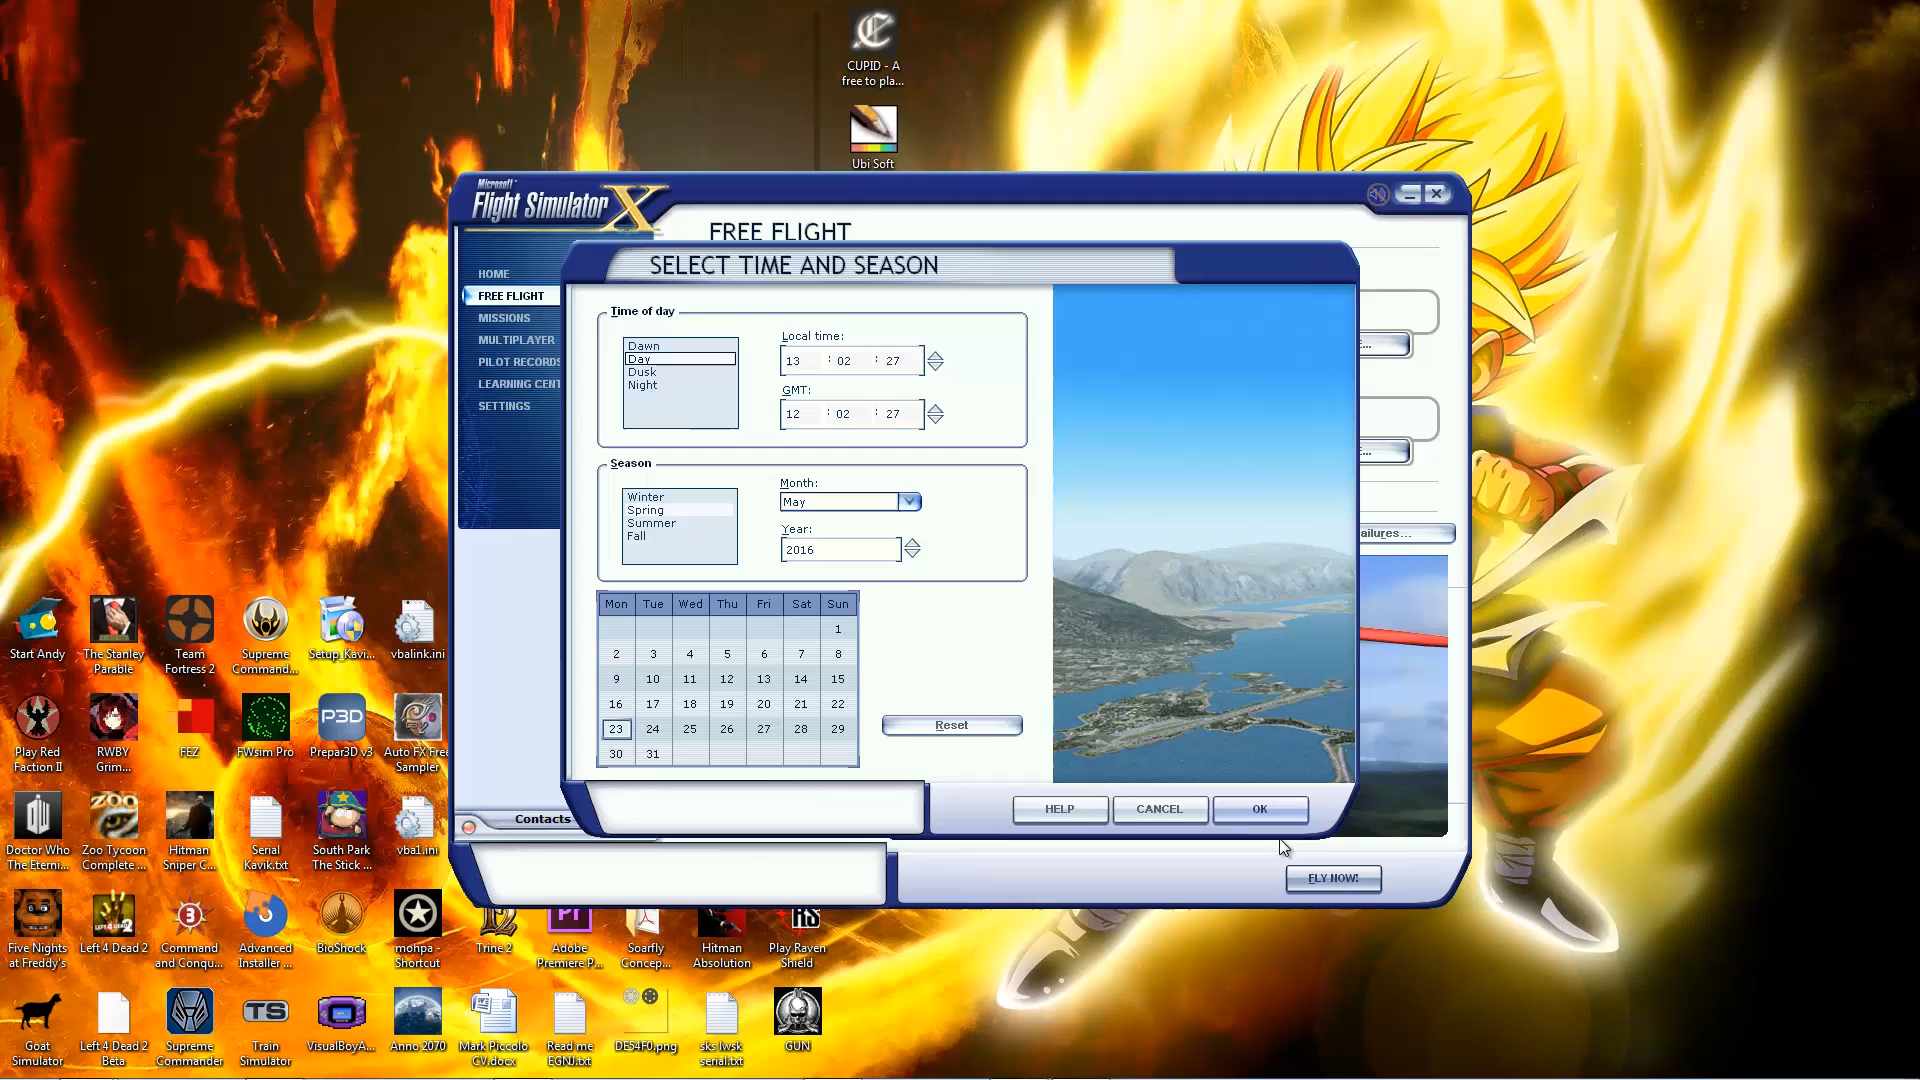 CUPID - A
free to pla...
Ubi Soft
Microsoft
Flight Simulator X
FREE FLIGHT
SELECT TIME AND SEASON
HOME
FREE FLIGHT
MISSIONS
MULTIPLAYER
PILOT RECORDS
LEARNING CENT
SETTINGS
Time of day
Dawn
Day
Dusk
Night
Local time:
13 : 02 : 27
GMT:
12 : 02 : 27
Season
Winter
Spring
Summer
Fall
Month:
May
Year:
2016
ailures...
Mon Tue Wed Thu Fri Sat Sun
1
2 3 4 5 6 7 8
9 10 11 12 13 14 15
16 17 18 19 20 21 22
23 24 25 26 27 28 29
30 31
Reset
HELP CANCEL OK
Contacts
FLY NOW!
Start Andy
The Stanley
Parable
Team
Fortress 2
Supreme
Command...
Setup_Kavi...
vbalink.ini
P3D
Play Red
Faction II
RWBY
Grim...
FEZ
FWsim Pro
Prepar3D v3
Auto FX Free
Sampler
Doctor Who
The Eterni...
Zoo Tycoon
Complete ...
Hitman
Sniper C...
Serial
Kavik.txt
South Park
The Stick ...
vba1.ini
Five Nights
at Freddy's
Left 4 Dead 2
Command
and Conqu...
Advanced
Installer ...
BioShock
mohpa -
Shortcut
Trine 2
Adobe
Premiere P...
Soarfly
Concep...
Hitman
Absolution
Play Raven
Shield
TS
Goat
Simulator
Left 4 Dead 2
Beta
Supreme
Commander
Train
Simulator
VisualBoyA...
Anno 2070
Mark Piccolo
CV.docx
Read me
EGNJ.txt
DE54F0.png
sks lwsk
serial.txt
GUN